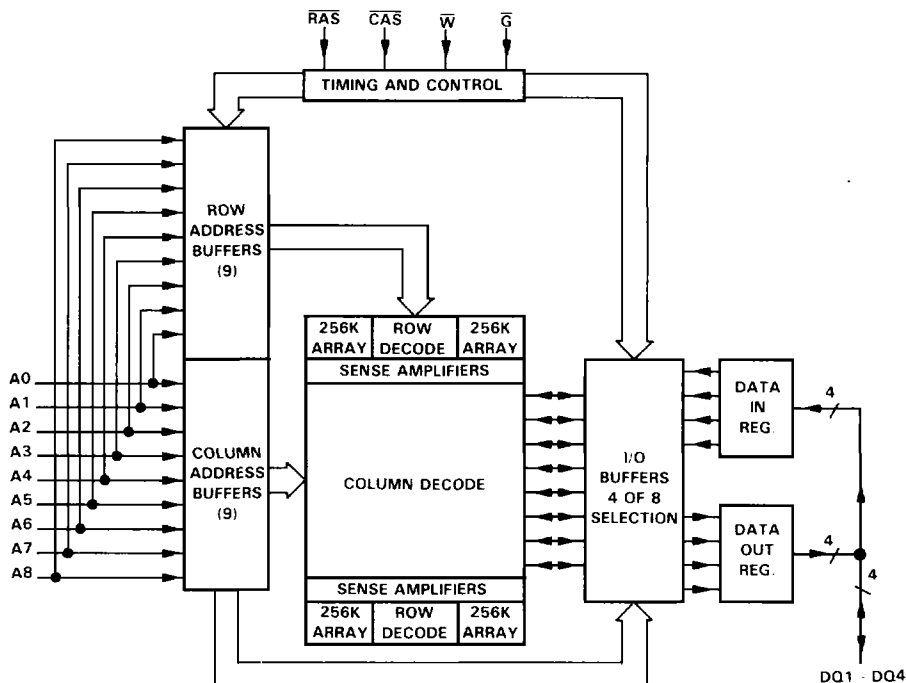 RAS CAS W G
TIMING AND CONTROL
ROW
ADDRESS
BUFFERS
(9)
256K
ARRAY
ROW
DECODE
256K
ARRAY
SENSE AMPLIFIERS
A0
A1
A2
A3
A4
A5
A6
A7
A8
COLUMN
ADDRESS
BUFFERS
(9)
COLUMN DECODE
I/O
BUFFERS
4 OF 8
SELECTION
DATA
IN
REG.
4
DATA
OUT
REG.
4
4
SENSE AMPLIFIERS
256K
ARRAY
ROW
DECODE
256K
ARRAY
DQ1 - DQ4